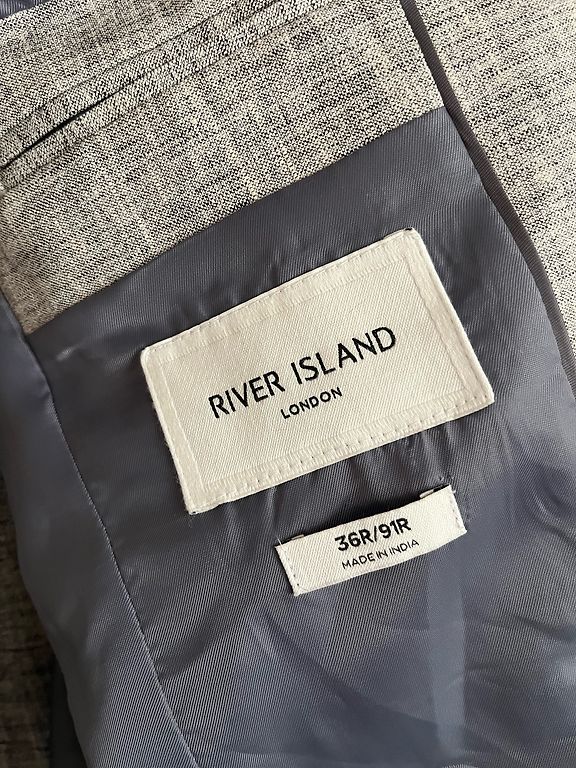 RIVER ISLAND
LONDON
36R/91R
MADE IN INDIA